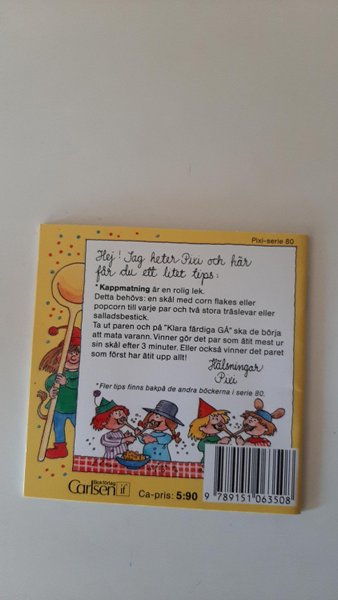 Pixi-serie 80
Hej! Jag heter Pixi och här
får du ett litet tips:
*Kappmatning är en rolig lek.
Detta behövs: en skål med corn flakes eller
popcorn till varje par och två stora träslevar eller
salladsbestick.
Ta ut paren och på "Klara färdiga GÅ" ska de börja
att mata varann. Vinner gör det par som ätit mest ur
sin skål efter 3 minuter. Eller också vinner det paret
som först har ätit upp allt!
Hälsningar
Pixi
*Fler tips finns bakpå de andra böckerna i serie 80.
Bokförlag
Carlsen if
Ca-pris: 5:90
9 789151 063508